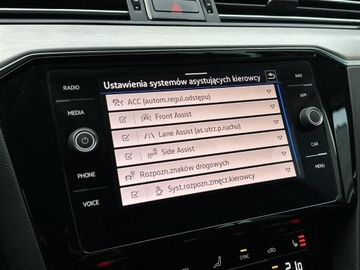 Ustawienia systemów asystujących kierowcy
RADIO
MEDIA
PHONE
VOICE
ACC (autom.regul.odstępu)
Front Assist
Lane Assist (as.utrz.p.ruchu)
Side Assist
Rozpozn.znaków drogowych
Syst.rozpozn.zmęcz.kierowcy
NAV
APP
CAR
MENU
SYNC